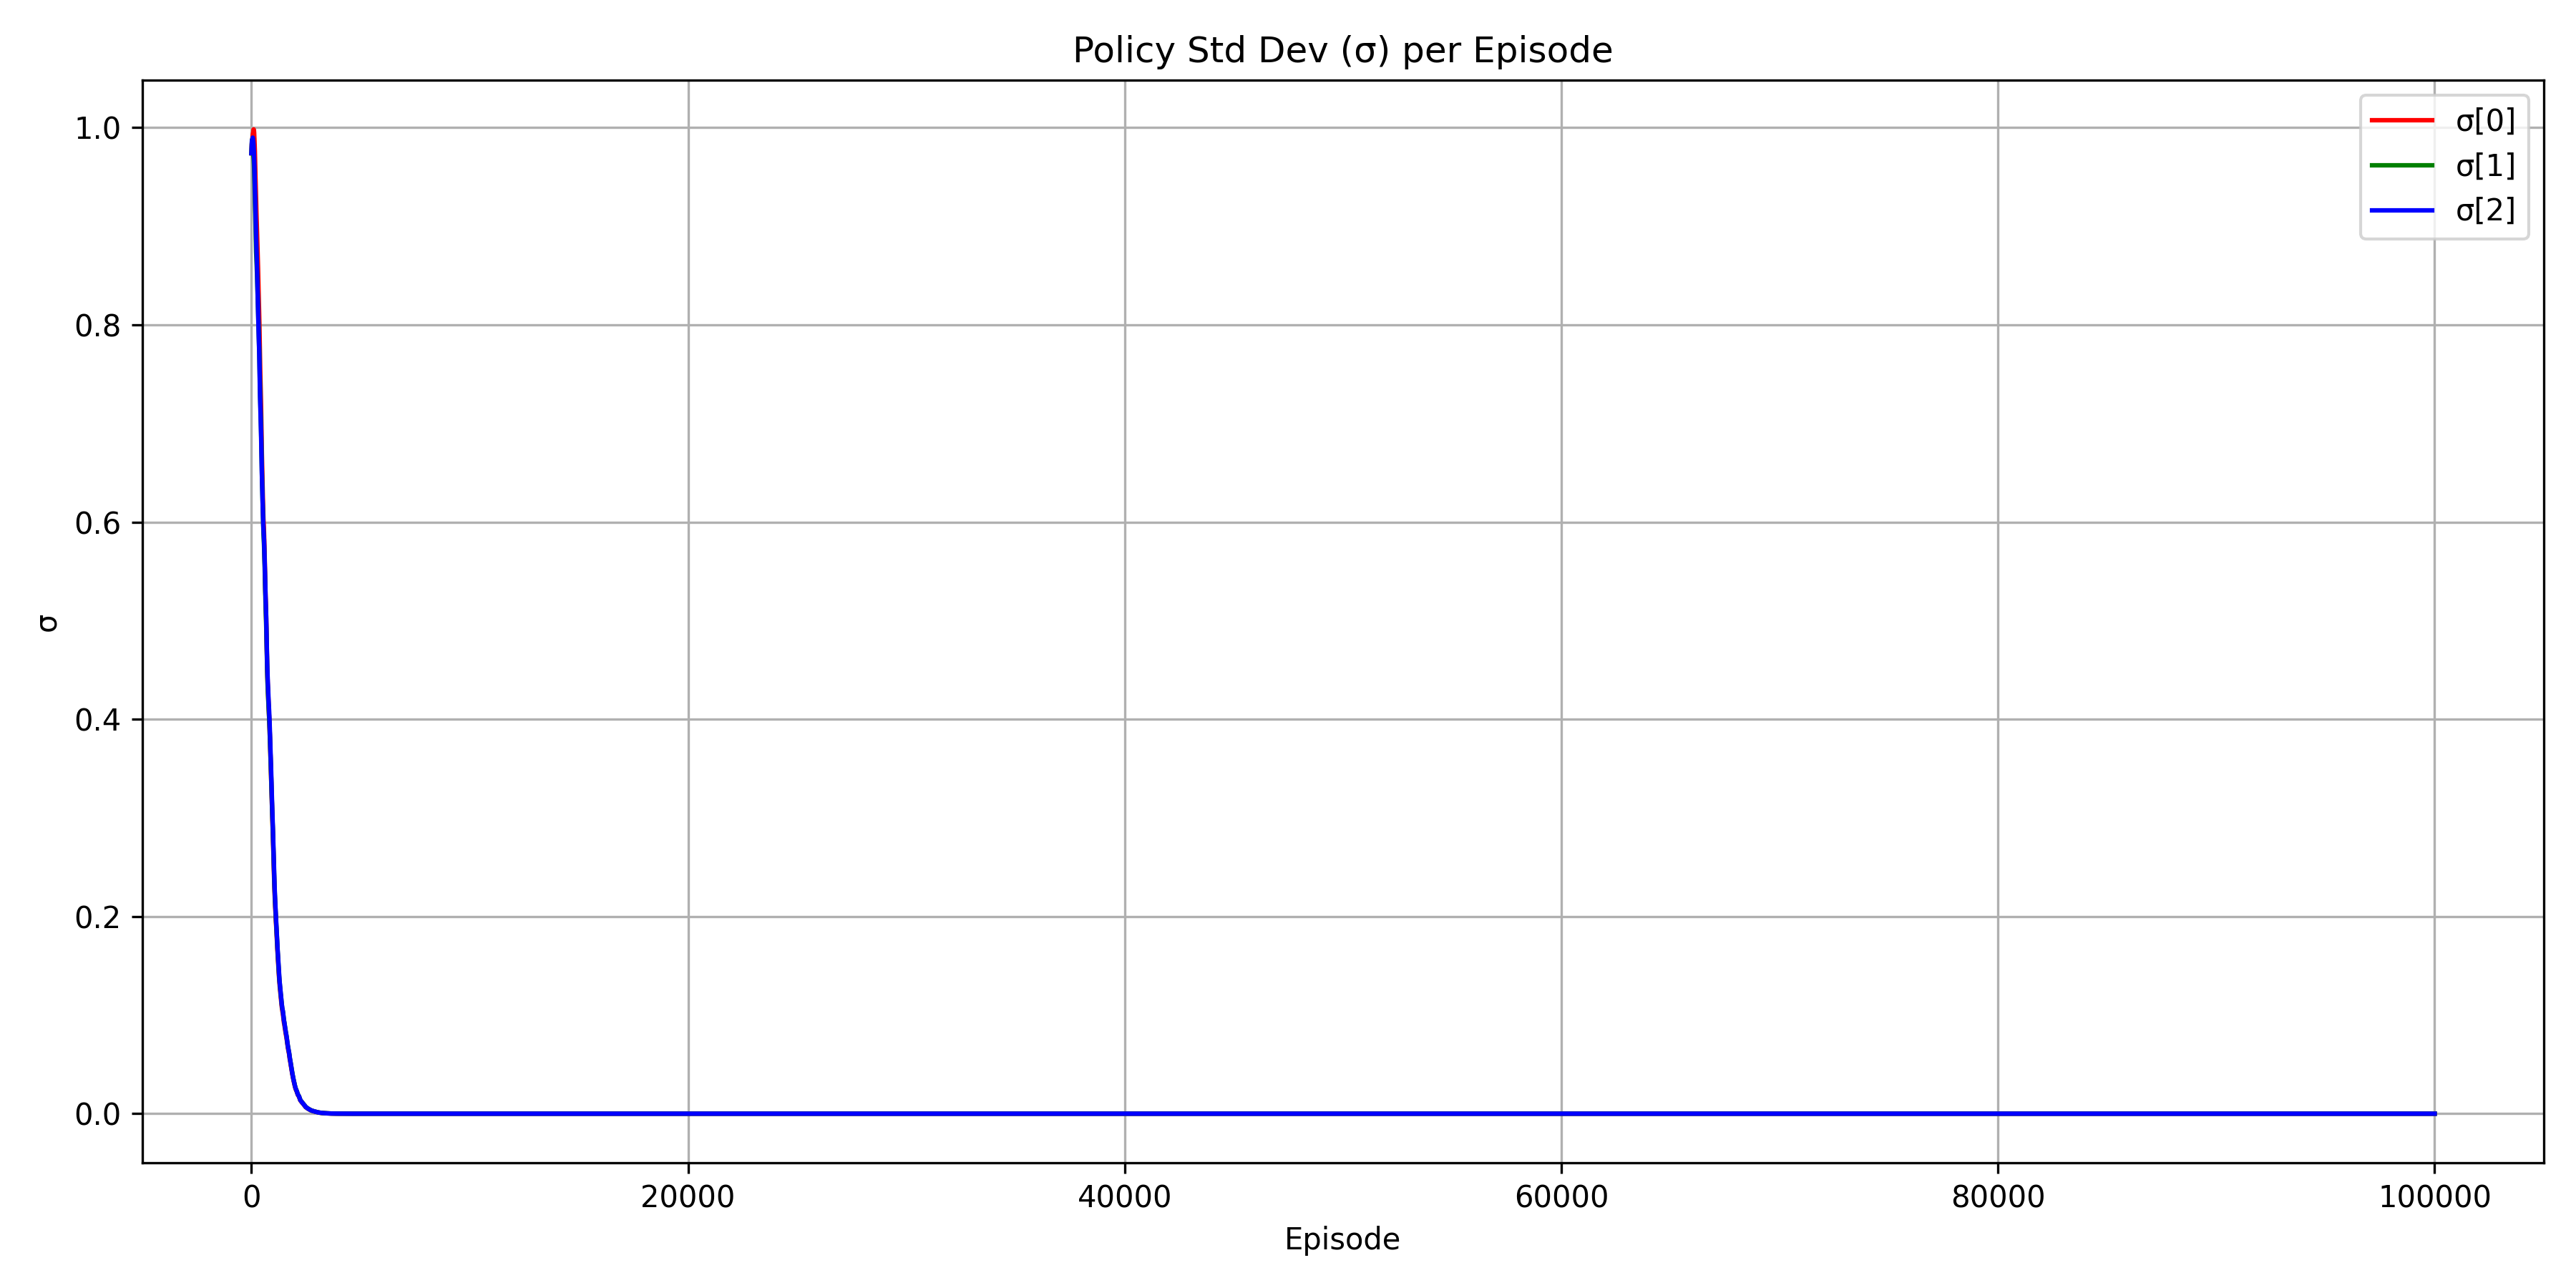 Policy Std Dev (σ) per Episode
1.0
0.8
0.6
0.4
0.2
0.0
σ
σ[0]
σ[1]
σ[2]
0 20000 40000 60000 80000 100000
Episode